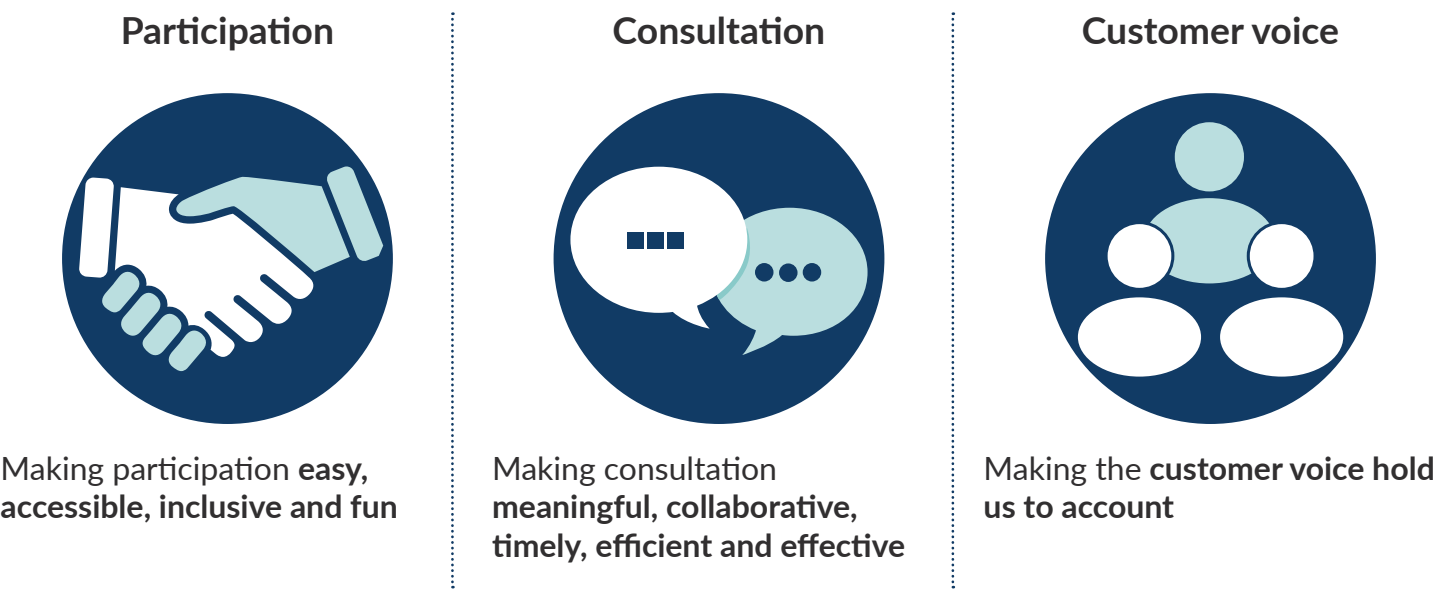 Participation
Making participation easy,
accessible, inclusive and fun
Consultation
Making consultation
meaningful, collaborative,
timely, efficient and effective
Customer voice
Making the customer voice hold
us to account